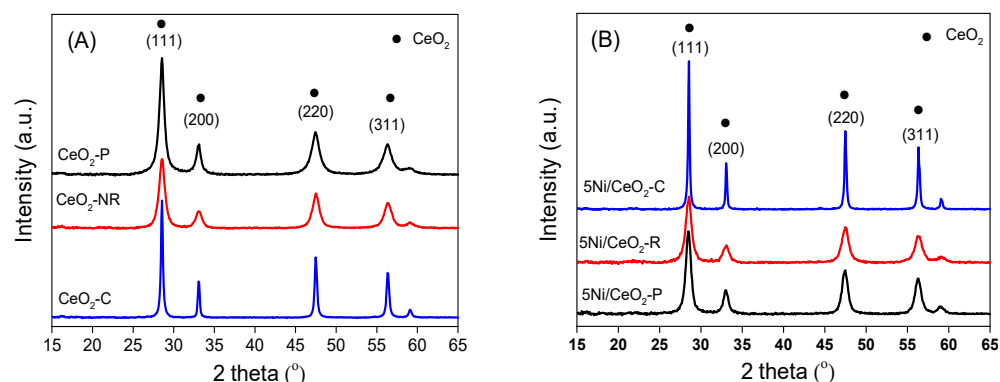 (A)
● CeO₂
(111)
(200)
(220)
(311)
CeO₂-P
CeO₂-NR
CeO₂-C
Intensity (a.u.)
15 20 25 30 35 40 45 50 55 60 65
2 theta (°)
(B)
● CeO₂
(111)
(200)
(220)
(311)
5Ni/CeO₂-C
5Ni/CeO₂-R
5Ni/CeO₂-P
Intensity (a.u.)
15 20 25 30 35 40 45 50 55 60 65
2 theta (°)